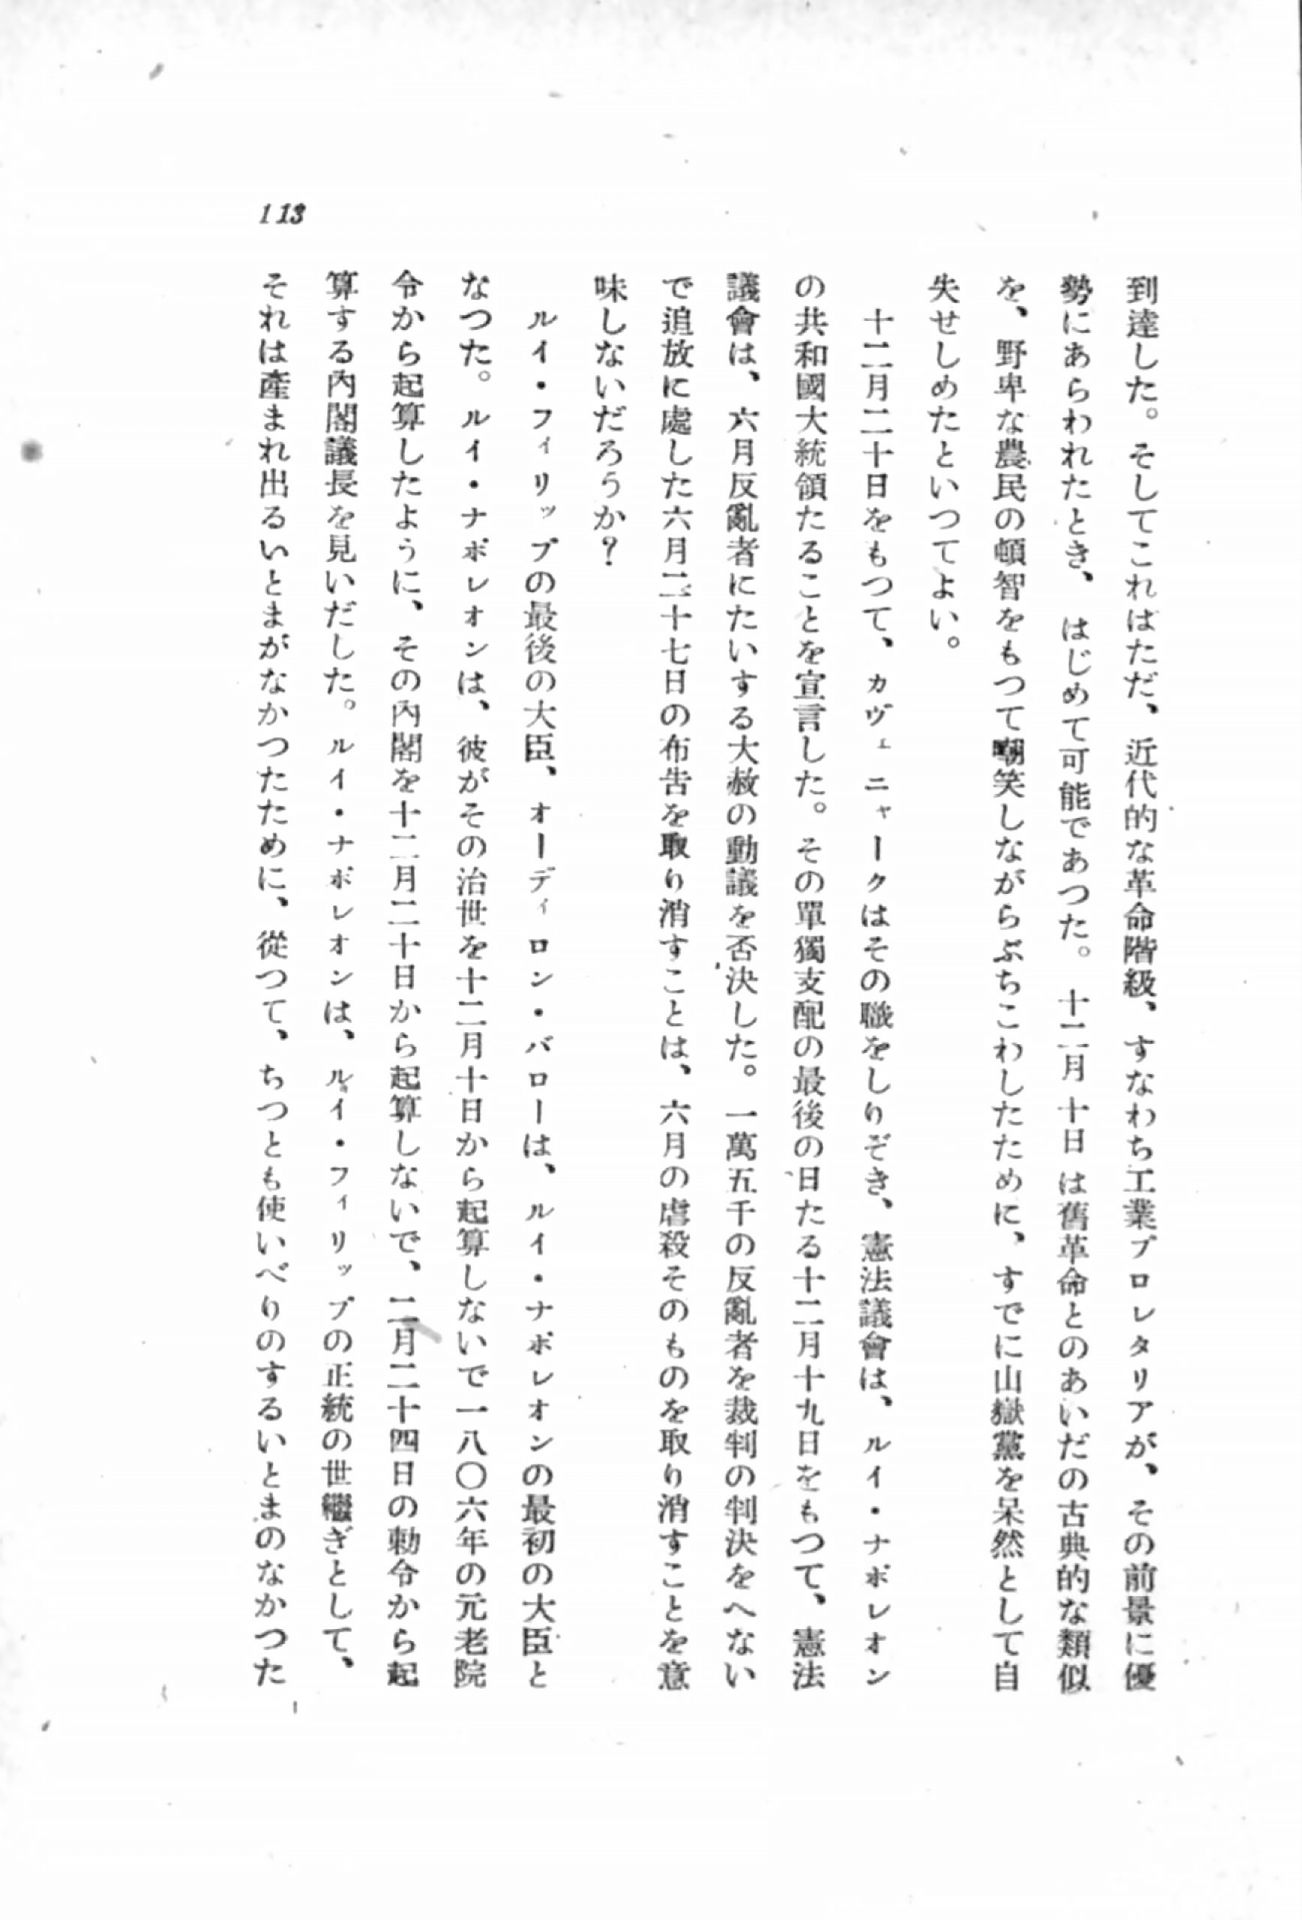 113
到達した。そしてこれはただ、近代的な革命階級、すなわち工業プロレタリアが、その前景に優
勢にあらわれたとき、はじめて可能であつた。十二月十日は舊革命とのあいだの古典的な類似
を、野卑な農民の頓智をもつて嘲笑しながらぶちこわしたために、すでに山嶽黨を呆然として自
失せしめたといつてよい。
十二月二十日をもつて、カヴェニャークはその職をしりぞき、憲法議會は、ルイ・ナポレオン
の共和國大統領たることを宣言した。その單獨支配の最後の日たる十二月十九日をもつて、憲法
議會は、六月反亂者にたいする大赦の動議を否決した。一萬五千の反亂者を裁判の判決をへない
で追放に處した六月二十七日の布告を取り消すことは、六月の虐殺そのものを取り消すことを意
味しないだろうか?
ルイ・フィリップの最後の大臣、オーディロン・バローは、ルイ・ナポレオンの最初の大臣と
なつた。ルイ・ナポレオンは、彼がその治世を十二月十日から起算しないで一八〇六年の元老院
令から起算したように、その內閣を十二月二十日から起算しないで、二月二十四日の勅令から起
算する內閣議長を見いだした。ルイ・ナポレオンは、ルイ・フィリップの正統の世繼ぎとして、
それは產まれ出るいとまがなかつたために、從つて、ちつとも使いべりのするいとまのなかつた